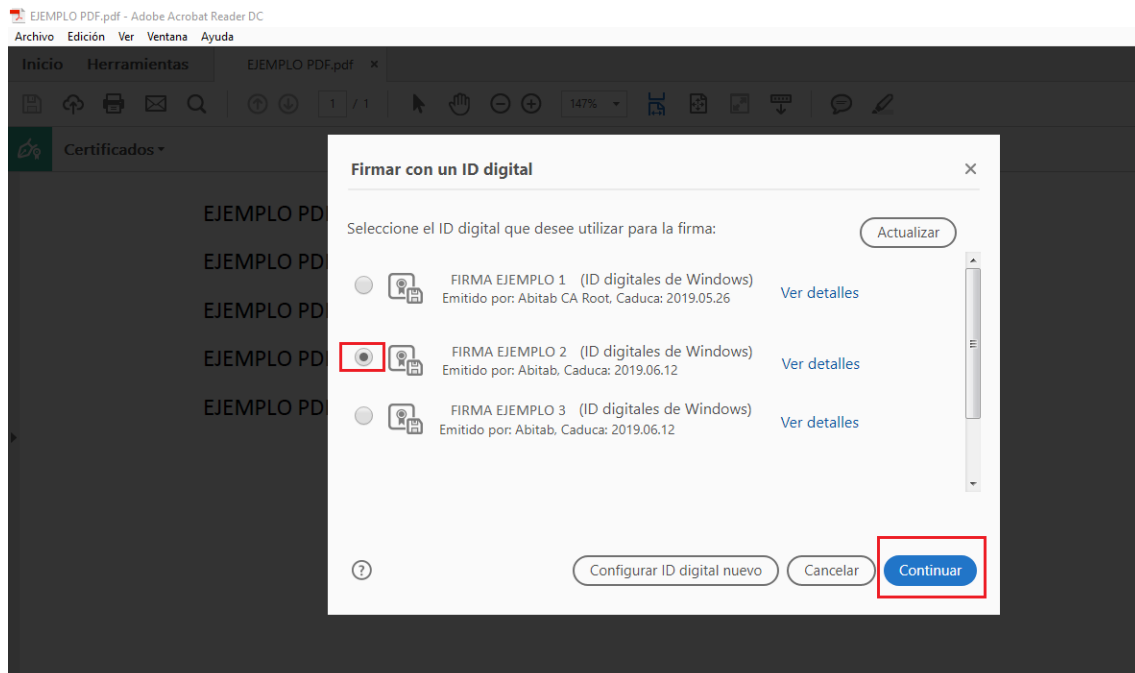 EJEMPLO PDF.pdf - Adobe Acrobat Reader DC
Archivo Edición Ver Ventana Ayuda
Inicio Herramientas EJEMPLO PDF.pdf ×
1 / 1 147%
Certificados
Firmar con un ID digital
EJEMPLO PD
Seleccione el ID digital que desee utilizar para la firma:
Actualizar
EJEMPLO PD
FIRMA EJEMPLO 1 (ID digitales de Windows)
Emitido por: Abitab CA Root, Caduca: 2019.05.26
Ver detalles
EJEMPLO PD
FIRMA EJEMPLO 2 (ID digitales de Windows)
Emitido por: Abitab, Caduca: 2019.06.12
Ver detalles
EJEMPLO PD
FIRMA EJEMPLO 3 (ID digitales de Windows)
Emitido por: Abitab, Caduca: 2019.06.12
Ver detalles
EJEMPLO PD
?
Configurar ID digital nuevo
Cancelar
Continuar